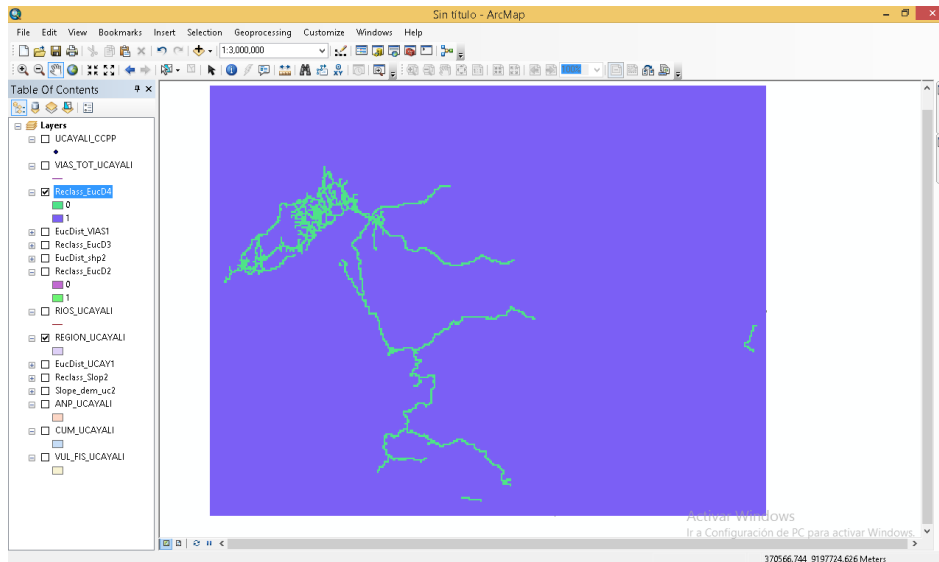 Sin título - ArcMap
File Edit View Bookmarks Insert Selection Geoprocessing Customize Windows Help
1:3,000,000
100%
Table Of Contents
Layers
UCAYALI_CCPP
VIAS_TOT_UCAYALI
Reclass_EucD4
0
1
EucDist_VIAS1
Reclass_EucD3
EucDist_shp2
Reclass_EucD2
0
1
RIOS_UCAYALI
REGION_UCAYALI
EucDist_UCAY1
Reclass_Slop2
Slope_dem_uc2
ANP_UCAYALI
CUM_UCAYALI
VUL_FIS_UCAYALI
Activar Windows
Ir a Configuración de PC para activar Windows.
370566.744 9197724.626 Meters